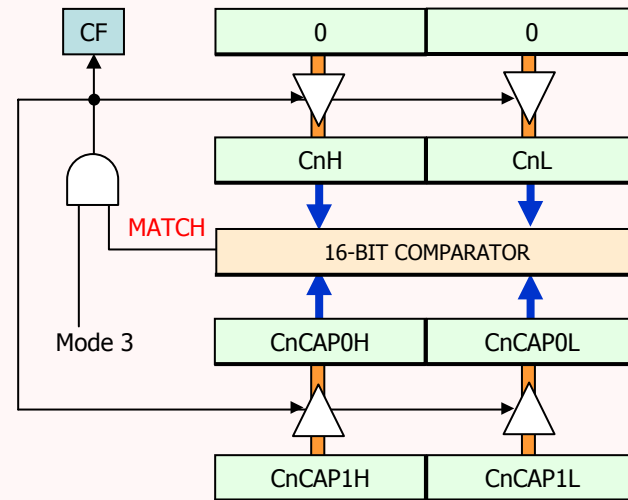 CF
0 0
CnH CnL
MATCH
16-BIT COMPARATOR
Mode 3
CnCAP0H CnCAP0L
CnCAP1H CnCAP1L